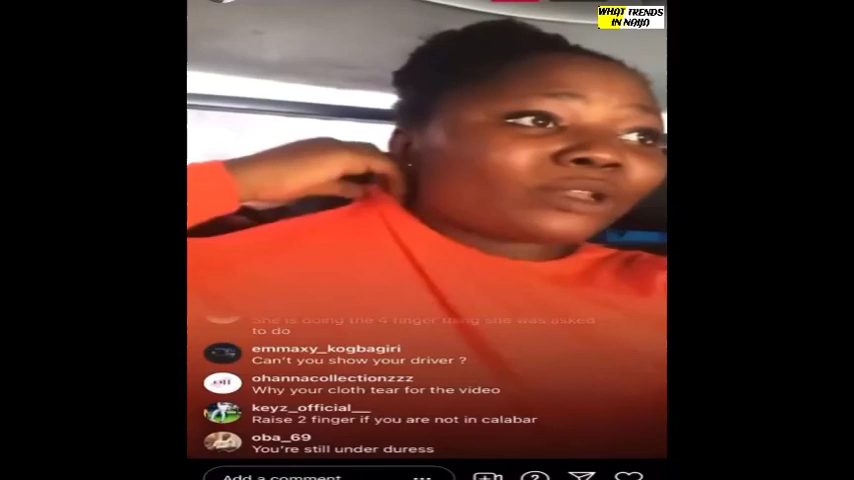 WHAT TRENDS
IN NAIJA
She is doing the 4 finger thing she was asked
to do
emmaxy_kogbagiri
Can't you show your driver ?
ohannacollectionzzz
Why your cloth tear for the video
keyz_official__
Raise 2 finger if you are not in calabar
oba_69
You're still under duress
Add a comment